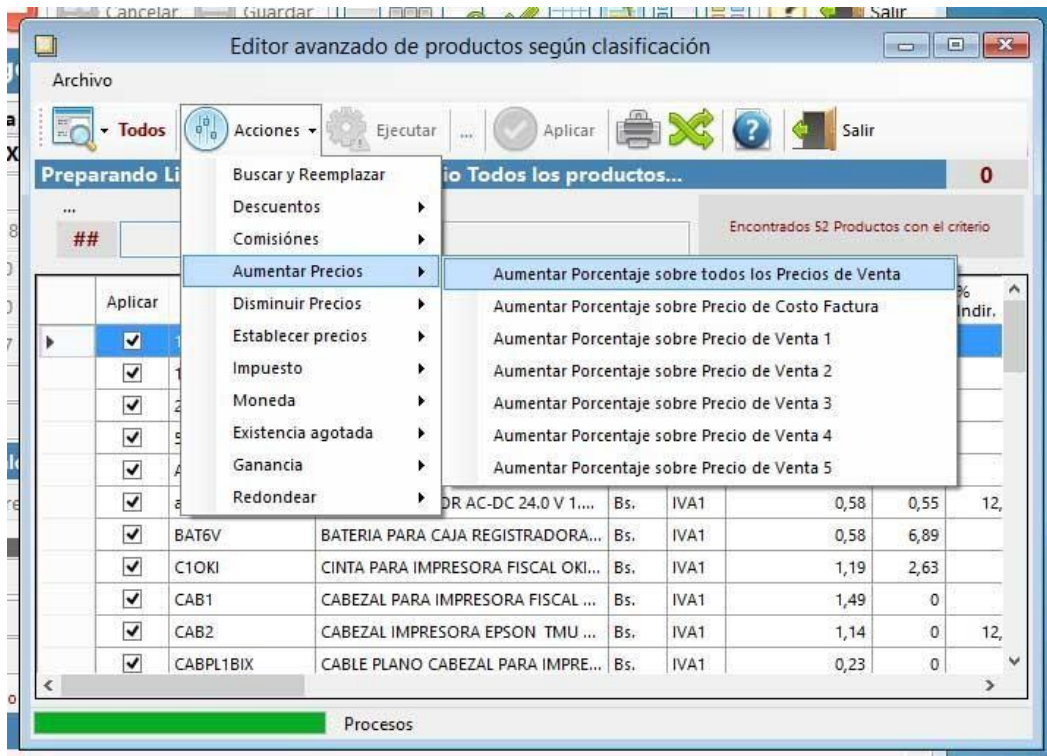 Cancelar Guardar Salir
Editor avanzado de productos según clasificación
Archivo
Todos Acciones Ejecutar ... Aplicar Salir
Preparando Li io Todos los productos... 0
...
## Encontrados 52 Productos con el criterio
Buscar y Reemplazar
Descuentos
Comisiónes
Aumentar Precios
Disminuir Precios
Establecer precios
Impuesto
Moneda
Existencia agotada
Ganancia
Redondear
Aumentar Porcentaje sobre todos los Precios de Venta
Aumentar Porcentaje sobre Precio de Costo Factura
Aumentar Porcentaje sobre Precio de Venta 1
Aumentar Porcentaje sobre Precio de Venta 2
Aumentar Porcentaje sobre Precio de Venta 3
Aumentar Porcentaje sobre Precio de Venta 4
Aumentar Porcentaje sobre Precio de Venta 5
Aplicar % Indir.
OR AC-DC 24.0 V 1.... Bs. IVA1 0,58 0,55 12,
BAT6V BATERIA PARA CAJA REGISTRADORA... Bs. IVA1 0,58 6,89
C1OKI CINTA PARA IMPRESORA FISCAL OKI... Bs. IVA1 1,19 2,63
CAB1 CABEZAL PARA IMPRESORA FISCAL ... Bs. IVA1 1,49 0
CAB2 CABEZAL IMPRESORA EPSON TMU ... Bs. IVA1 1,14 0 12,
CABPL1BIX CABLE PLANO CABEZAL PARA IMPRE... Bs. IVA1 0,23 0
Procesos